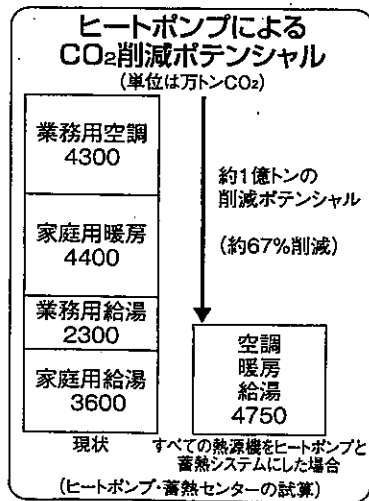 ヒートポンプによる
CO₂削減ポテンシャル
(単位は万トンCO₂)
業務用空調
4300
家庭用暖房
4400
業務用給湯
2300
家庭用給湯
3600
現状
約1億トンの
削減ポテンシャル
(約67%削減)
空調
暖房
給湯
4750
すべての熱源機をヒートポンプと
蓄熱システムにした場合
(ヒートポンプ・蓄熱センターの試算)